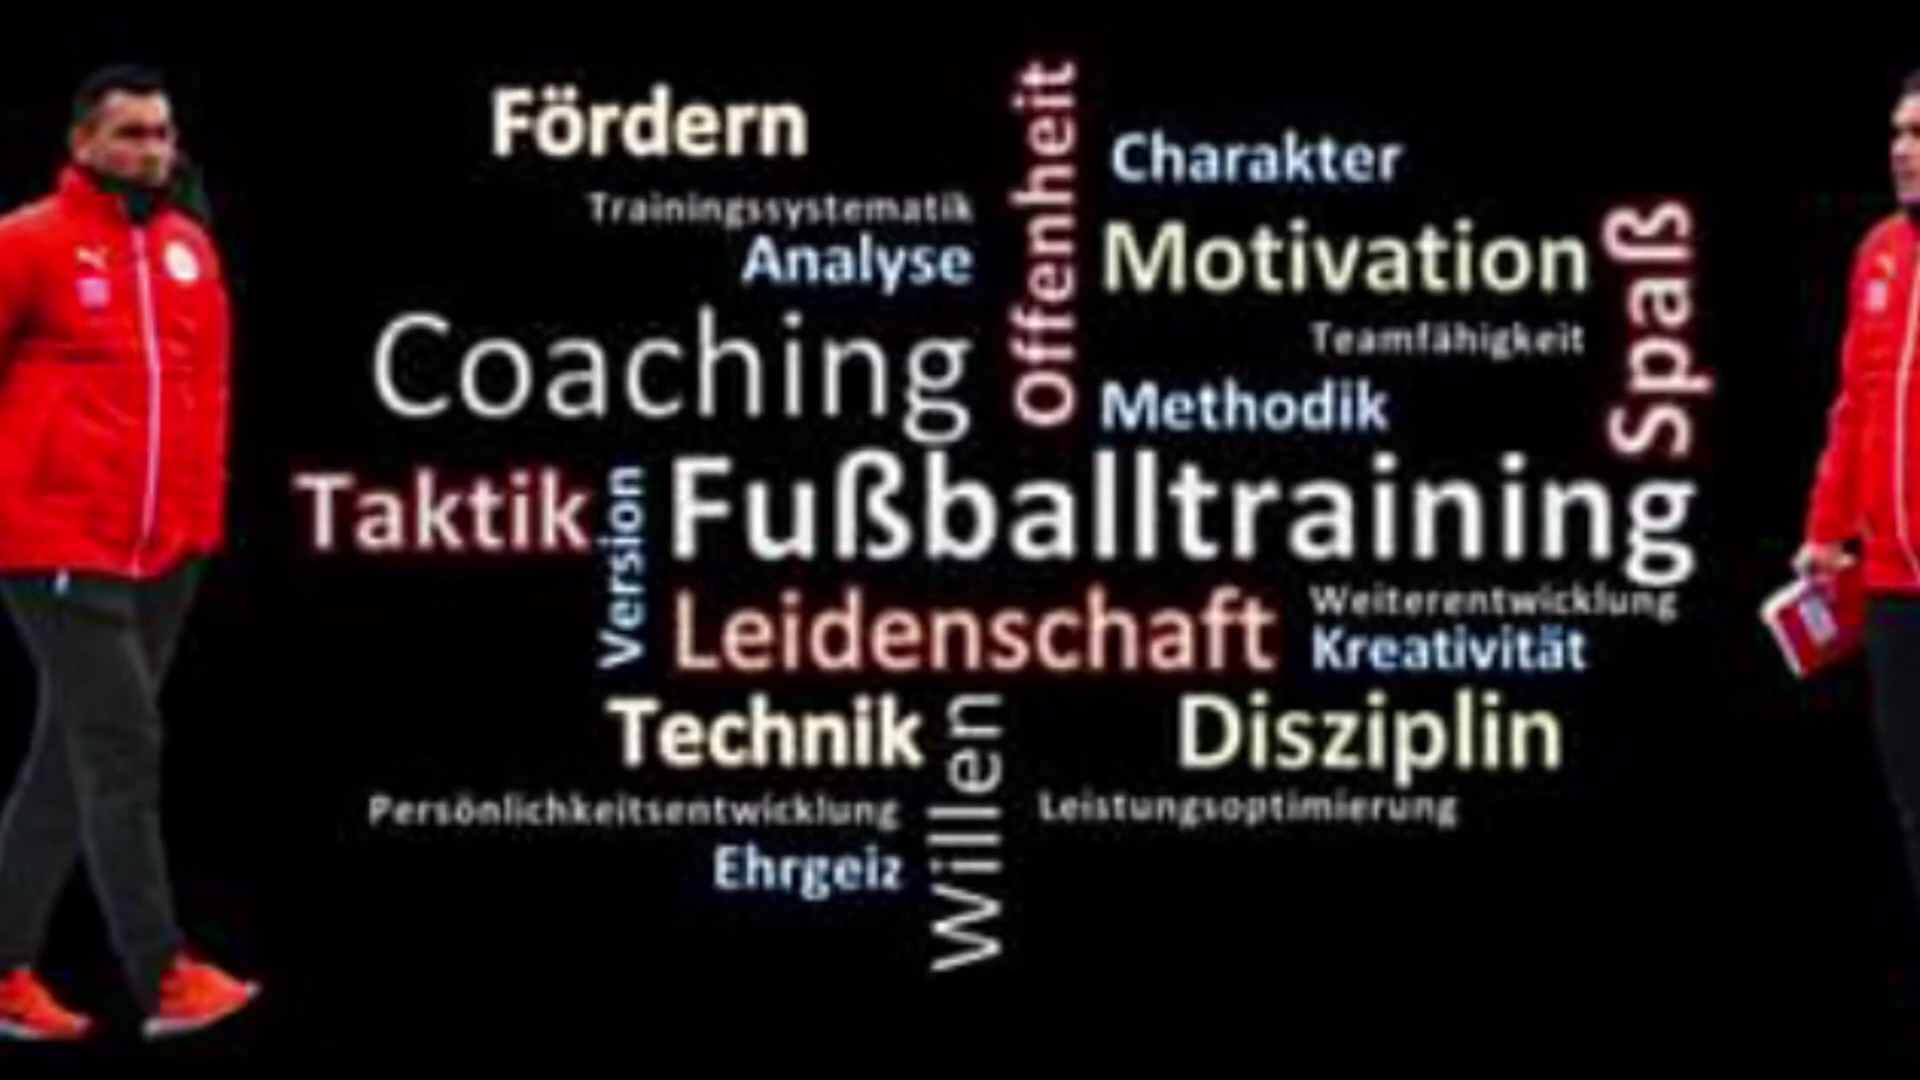 Fördern
Offenheit
Charakter
Trainingssystematik
Analyse
Motivation
Spaß
Coaching
Teamfähigkeit
Methodik
Taktik
Version
Fußballtraining
Leidenschaft
Weiterentwicklung
Kreativität
Technik
Willen
Disziplin
Persönlichkeitsentwicklung
Leistungsoptimierung
Ehrgeiz